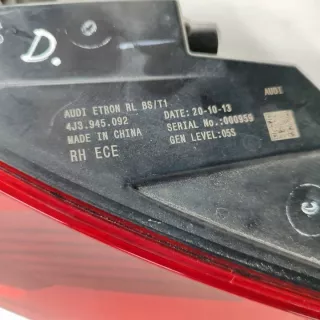 D.
AUDI ETRON RL BS/T1 DATE: 20-10-13
4J3.945.092 SERIAL No.:000955
MADE IN CHINA GEN LEVEL:05S
RH ECE
AUDI
C